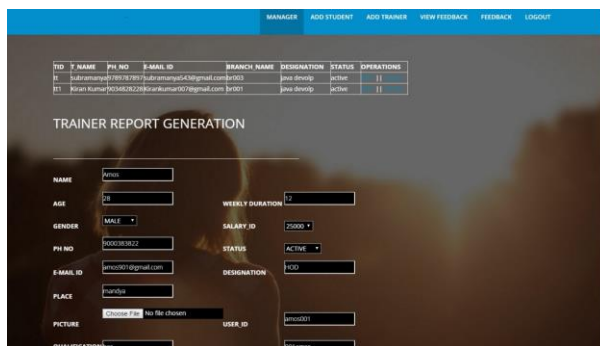 MANAGER ADD STUDENT ADD TRAINER VIEW FEEDBACK FEEDBACK LOGOUT
TID T_NAME PH_NO E-MAIL ID BRANCH_NAME DESIGNATION STATUS OPERATIONS
tt subramanya 9789787897 subramanya543@gmail.com br003 java devolp active ||
tt1 Kiran Kumar 9034828228 Kirankumar007@gmail.com br001 java devolp active ||
TRAINER REPORT GENERATION
NAME Amos
AGE 28 WEEKLY DURATION 12
GENDER MALE SALARY_ID 25000
PH NO 9000383822 STATUS ACTIVE
E-MAIL ID amos901@gmail.com DESIGNATION HOD
PLACE mandya
PICTURE Choose File No file chosen USER_ID amos001
QUALIFICATION